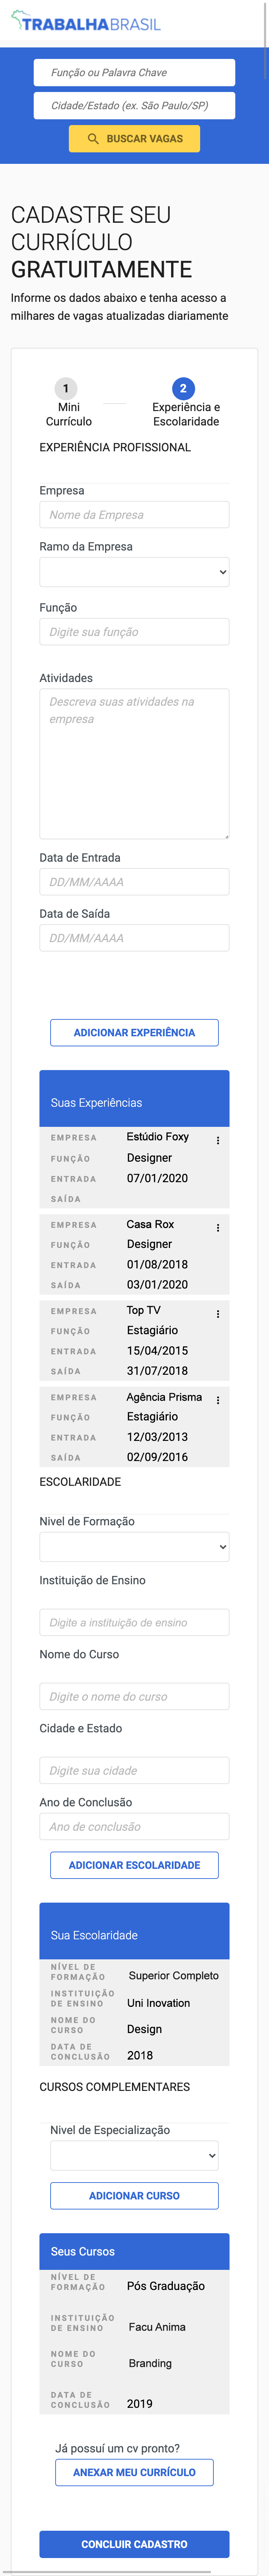 TRABALHABRASIL
Função ou Palavra Chave
Cidade/Estado (ex. São Paulo/SP)
BUSCAR VAGAS
CADASTRE SEU
CURRÍCULO
GRATUITAMENTE
Informe os dados abaixo e tenha acesso a
milhares de vagas atualizadas diariamente
1
2
Mini
Currículo
Experiência e
Escolaridade
EXPERIÊNCIA PROFISSIONAL
Empresa
Nome da Empresa
Ramo da Empresa
Função
Digite sua função
Atividades
Descreva suas atividades na
empresa
Data de Entrada
DD/MM/AAAA
Data de Saída
DD/MM/AAAA
ADICIONAR EXPERIÊNCIA
Suas Experiências
EMPRESA Estúdio Foxy
FUNÇÃO Designer
ENTRADA 07/01/2020
SAÍDA
EMPRESA Casa Rox
FUNÇÃO Designer
ENTRADA 01/08/2018
SAÍDA 03/01/2020
EMPRESA Top TV
FUNÇÃO Estagiário
ENTRADA 15/04/2015
SAÍDA 31/07/2018
EMPRESA Agência Prisma
FUNÇÃO Estagiário
ENTRADA 12/03/2013
SAÍDA 02/09/2016
ESCOLARIDADE
Nivel de Formação
Instituição de Ensino
Digite a instituição de ensino
Nome do Curso
Digite o nome do curso
Cidade e Estado
Digite sua cidade
Ano de Conclusão
Ano de conclusão
ADICIONAR ESCOLARIDADE
Sua Escolaridade
NÍVEL DE
FORMAÇÃO Superior Completo
INSTITUIÇÃO
DE ENSINO Uni Inovation
NOME DO
CURSO Design
DATA DE
CONCLUSÃO 2018
CURSOS COMPLEMENTARES
Nivel de Especialização
ADICIONAR CURSO
Seus Cursos
NÍVEL DE
FORMAÇÃO Pós Graduação
INSTITUIÇÃO
DE ENSINO Facu Anima
NOME DO
CURSO Branding
DATA DE
CONCLUSÃO 2019
Já possuí um cv pronto?
ANEXAR MEU CURRÍCULO
CONCLUIR CADASTRO